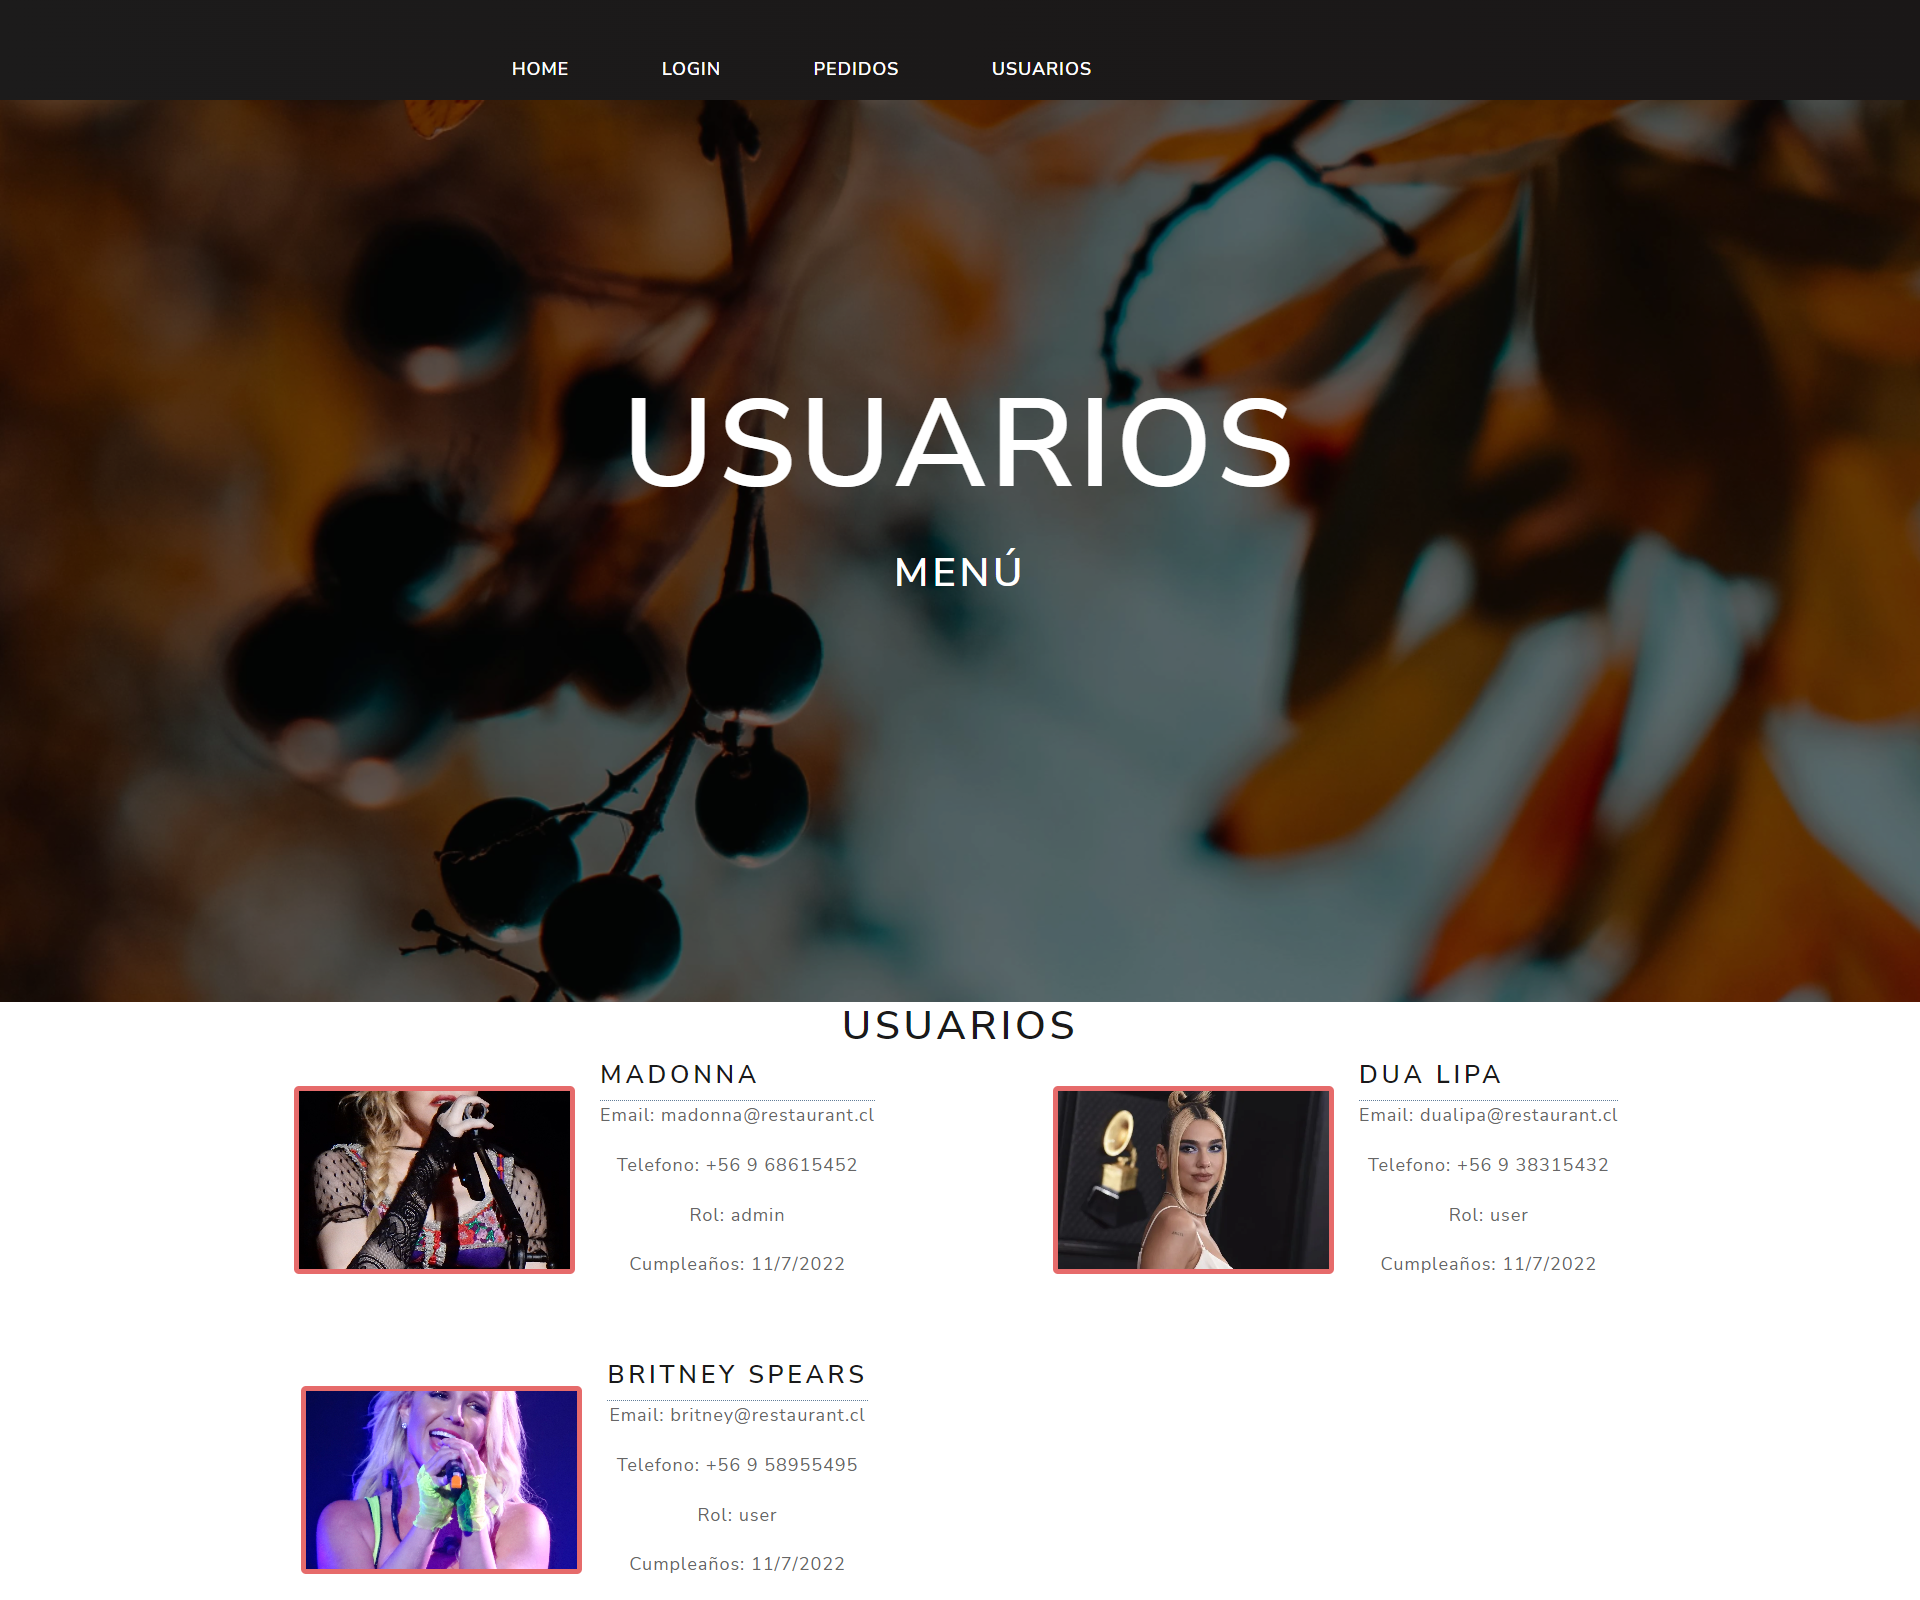 HOME LOGIN PEDIDOS USUARIOS
USUARIOS
MENÚ
USUARIOS
MADONNA
Email: madonna@restaurant.cl
Telefono: +56 9 68615452
Rol: admin
Cumpleaños: 11/7/2022
DUA LIPA
Email: dualipa@restaurant.cl
Telefono: +56 9 38315432
Rol: user
Cumpleaños: 11/7/2022
BRITNEY SPEARS
Email: britney@restaurant.cl
Telefono: +56 9 58955495
Rol: user
Cumpleaños: 11/7/2022